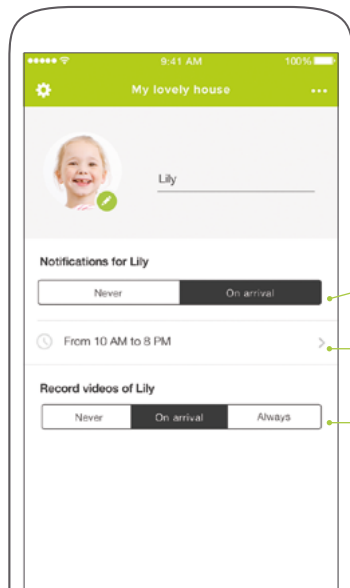 9:41 AM 100%
My lovely house
Lily
Notifications for Lily
Never On arrival
From 10 AM to 8 PM
Record videos of Lily
Never On arrival Always